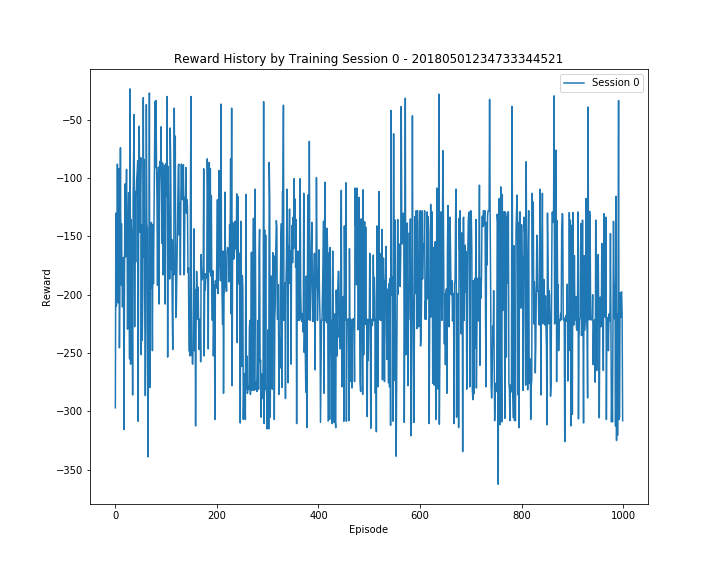 Reward History by Training Session 0 - 20180501234733344521
Session 0
Reward
−50
−100
−150
−200
−250
−300
−350
0 200 400 600 800 1000
Episode